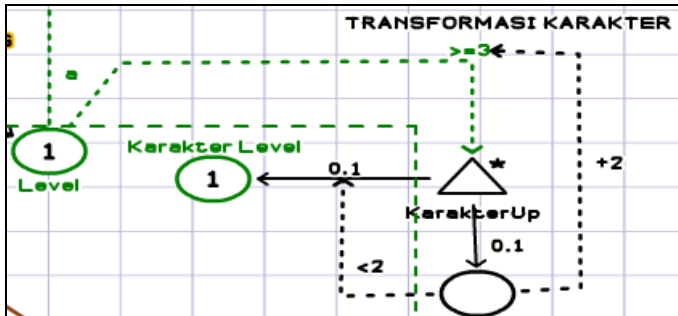 TRANSFORMASI KARAKTER
s
>=3
a
1
Level
Karakter Level
1
0.1
*
+2
KarakterUp
0.1
<2